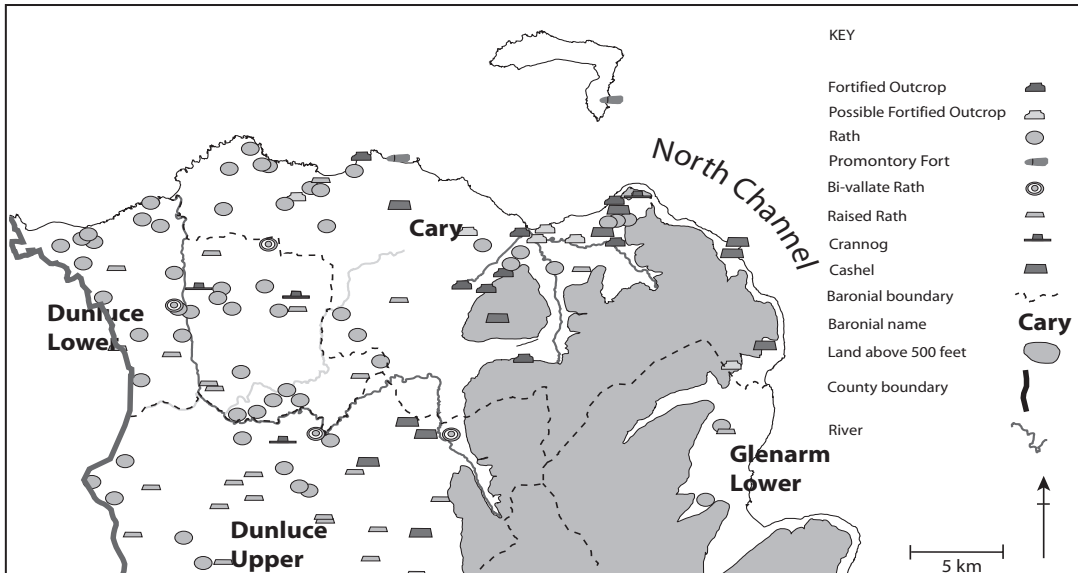 KEY
Fortified Outcrop
Possible Fortified Outcrop
Rath
Promontory Fort
Bi-vallate Rath
Raised Rath
Crannog
Cashel
Baronial boundary
Baronial name
Cary
Land above 500 feet
County boundary
River
North Channel
Cary
Dunluce
Lower
Glenarm
Lower
Dunluce
Upper
5 km